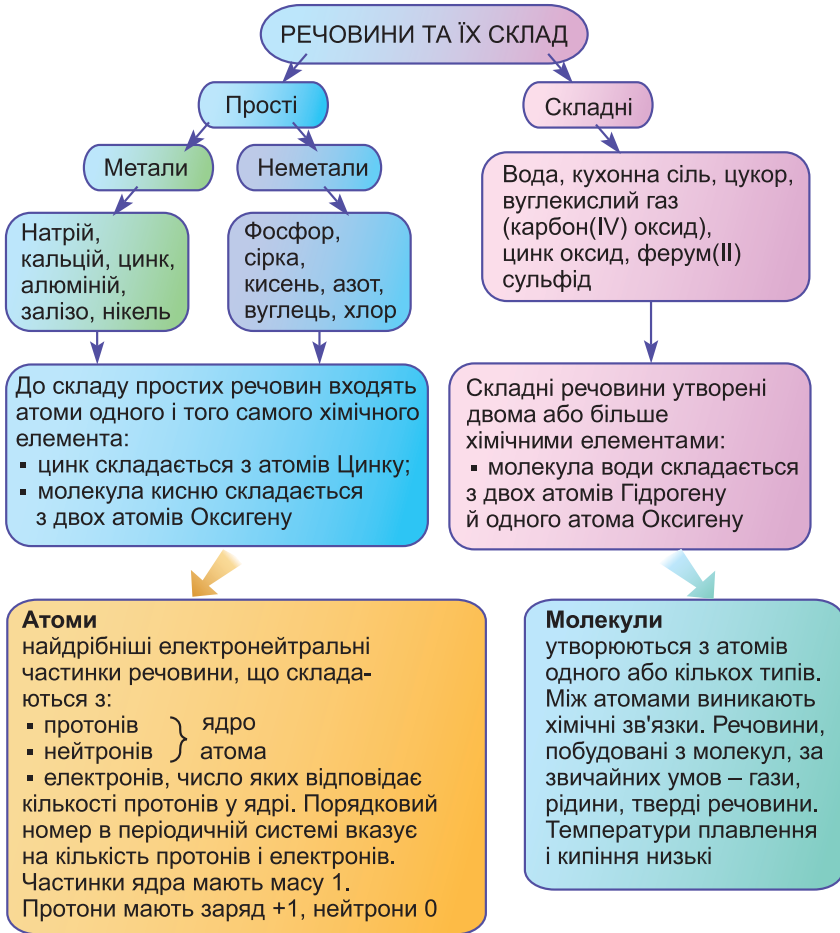 РЕЧОВИНИ ТА ЇХ СКЛАД
Прості
Метали
Натрій,
кальцій, цинк,
алюміній,
залізо, нікель
Неметали
Фосфор,
сірка,
кисень, азот,
вуглець, хлор
До складу простих речовин входять
атоми одного і того самого хімічного
елемента:
▪ цинк складається з атомів Цинку;
▪ молекула кисню складається
з двох атомів Оксигену
Складні
Вода, кухонна сіль, цукор,
вуглекислий газ
(карбон(IV) оксид),
цинк оксид, ферум(II)
сульфід
Складні речовини утворені
двома або більше
хімічними елементами:
▪ молекула води складається
з двох атомів Гідрогену
й одного атома Оксигену
Атоми
найдрібніші електронейтральні
частинки речовини, що склада-
ються з:
▪ протонів
▪ нейтронів
ядро
атома
▪ електронів, число яких відповідає
кількості протонів у ядрі. Порядковий
номер в періодичній системі вказує
на кількість протонів і електронів.
Частинки ядра мають масу 1.
Протони мають заряд +1, нейтрони 0
Молекули
утворюються з атомів
одного або кількох типів.
Між атомами виникають
хімічні зв'язки. Речовини,
побудовані з молекул, за
звичайних умов – гази,
рідини, тверді речовини.
Температури плавлення
і кипіння низькі